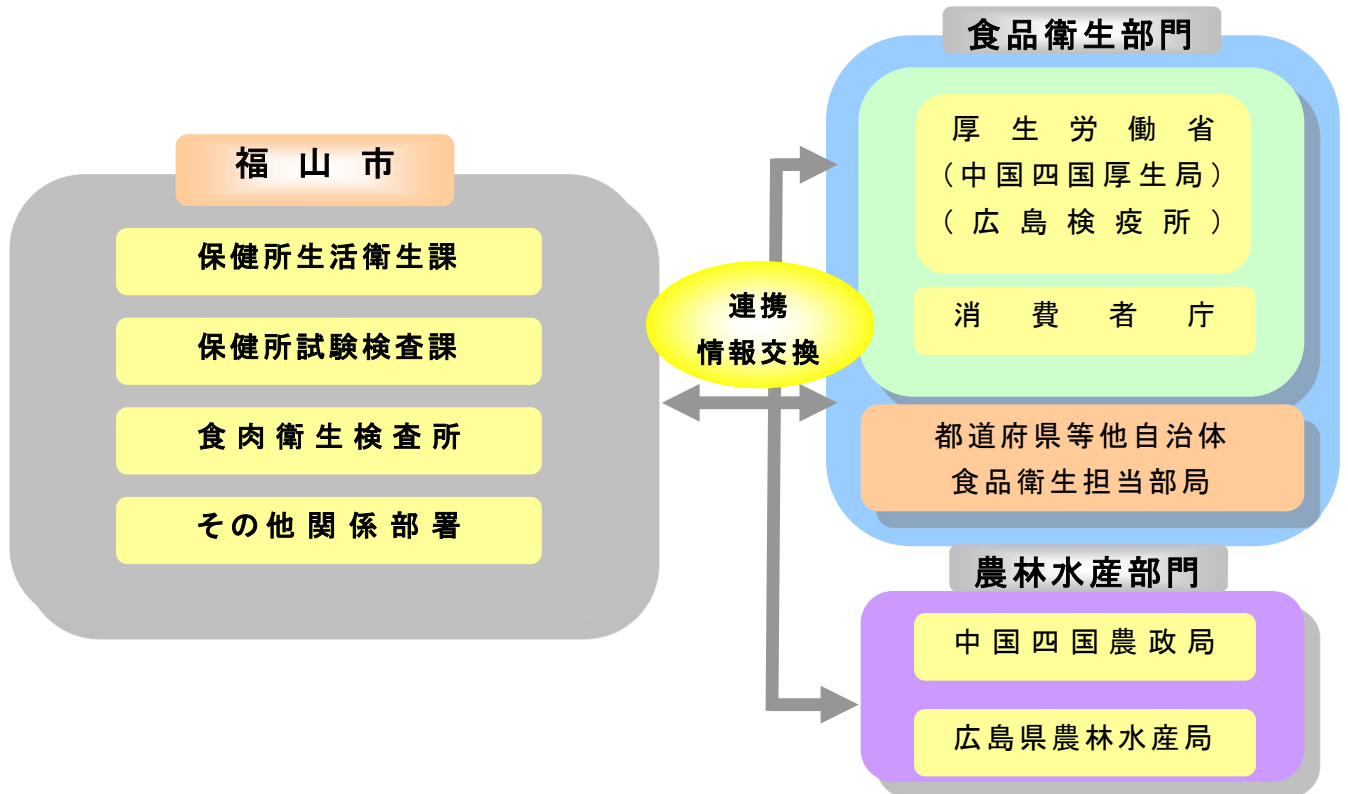 福山市
保健所生活衛生課
保健所試験検査課
食肉衛生検査所
その他関係部署
連携
情報交換
食品衛生部門
厚生労働省
（中国四国厚生局）
（広島検疫所）
消費者庁
都道府県等他自治体
食品衛生担当部局
農林水産部門
中国四国農政局
広島県農林水産局